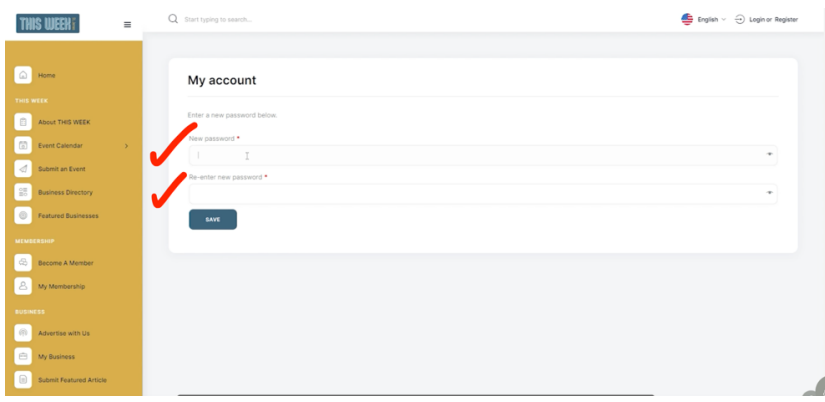 THIS WEEK
Start typing to search...
English
Login or Register
Home
THIS WEEK
About THIS WEEK
Event Calendar
Submit an Event
Business Directory
Featured Businesses
MEMBERSHIP
Become A Member
My Membership
BUSINESS
Advertise with Us
My Business
Submit Featured Article
My account
Enter a new password below.
New password *
Re-enter new password *
SAVE